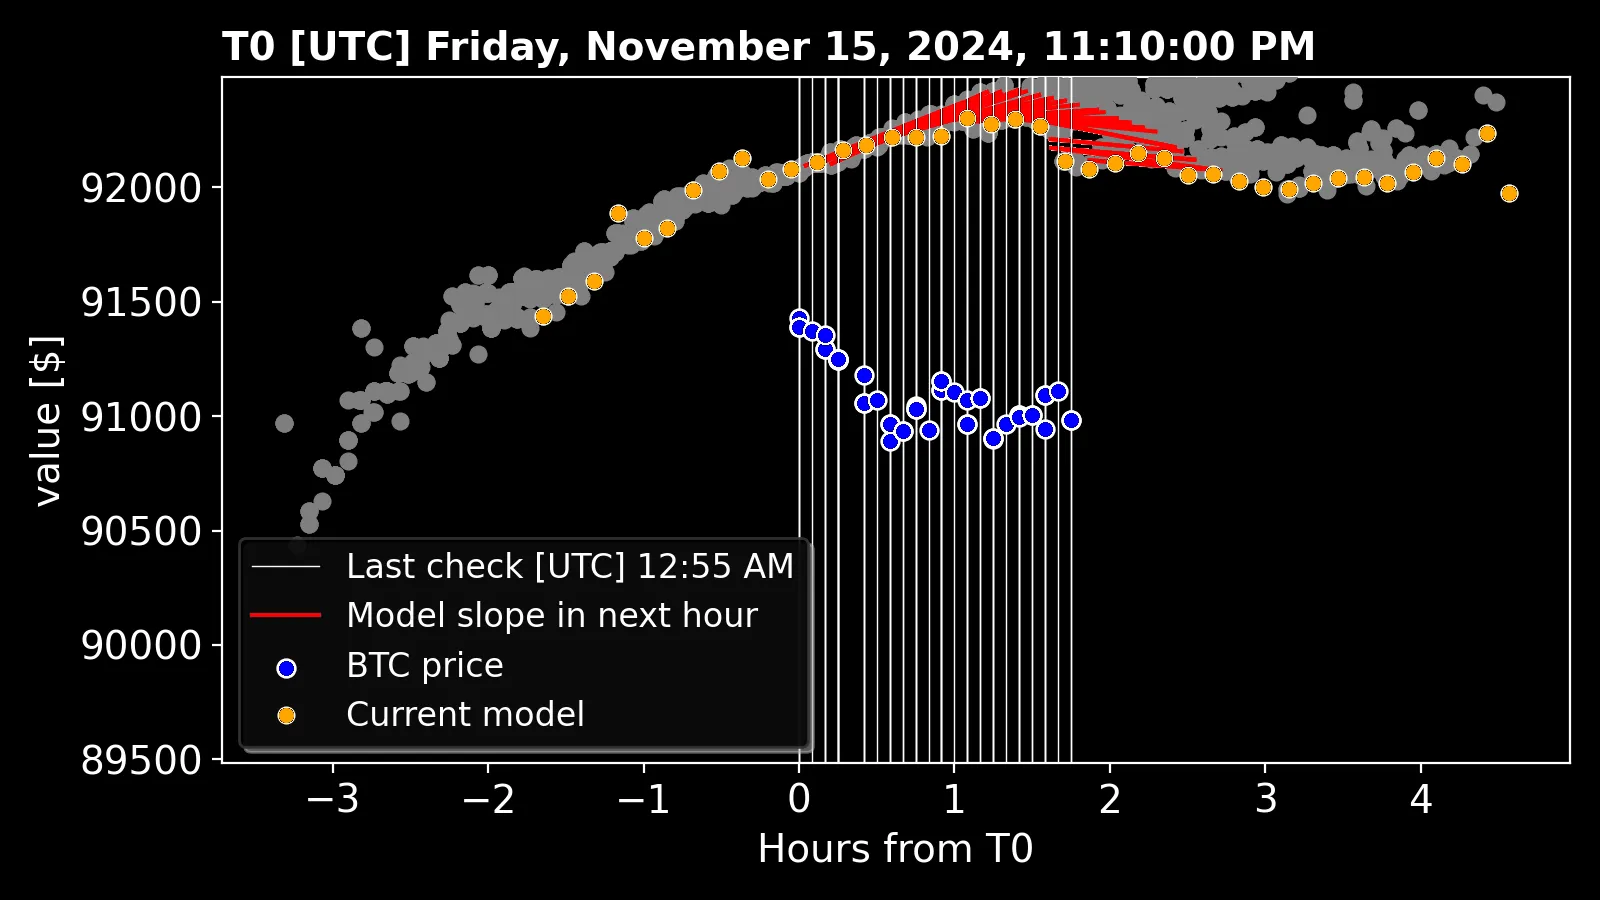 T0 [UTC] Friday, November 15, 2024, 11:10:00 PM
value [$]
92000
91500
91000
90500
90000
89500
Last check [UTC] 12:55 AM
Model slope in next hour
BTC price
Current model
−3 −2 −1 0 1 2 3 4
Hours from T0